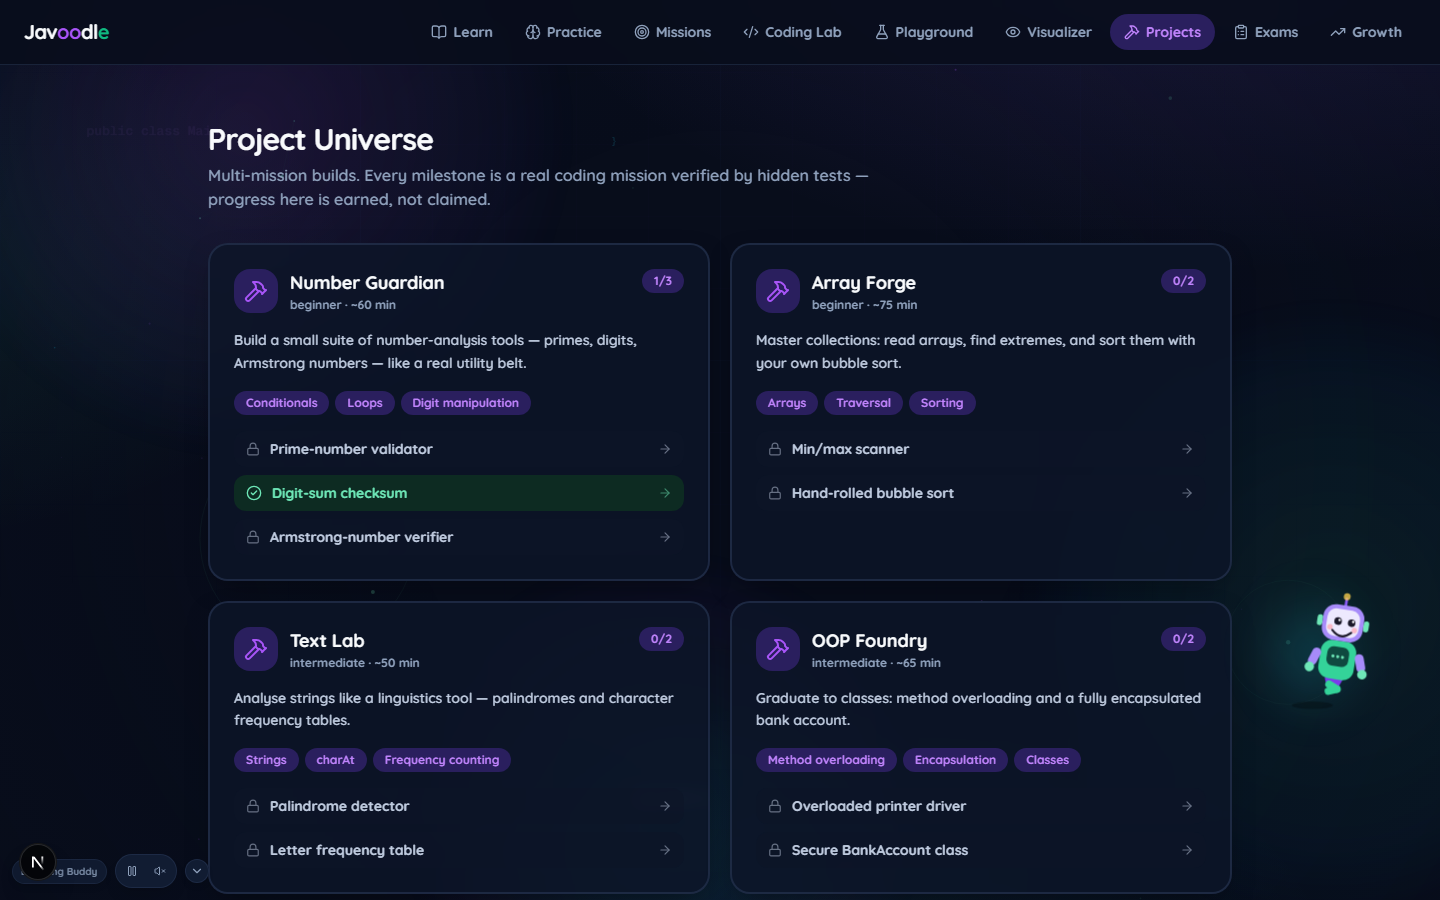 Javoodle
Learn
Practice
Missions
Coding Lab
Playground
Visualizer
Projects
Exams
Growth
public class Ma
Project Universe
Multi-mission builds. Every milestone is a real coding mission verified by hidden tests —
progress here is earned, not claimed.
Number Guardian
1/3
beginner · ~60 min
Build a small suite of number-analysis tools — primes, digits,
Armstrong numbers — like a real utility belt.
Conditionals
Loops
Digit manipulation
Prime-number validator
Digit-sum checksum
Armstrong-number verifier
Array Forge
0/2
beginner · ~75 min
Master collections: read arrays, find extremes, and sort them with
your own bubble sort.
Arrays
Traversal
Sorting
Min/max scanner
Hand-rolled bubble sort
Text Lab
0/2
intermediate · ~50 min
Analyse strings like a linguistics tool — palindromes and character
frequency tables.
Strings
charAt
Frequency counting
Palindrome detector
Letter frequency table
OOP Foundry
0/2
intermediate · ~65 min
Graduate to classes: method overloading and a fully encapsulated
bank account.
Method overloading
Encapsulation
Classes
Overloaded printer driver
Secure BankAccount class
N
ng Buddy